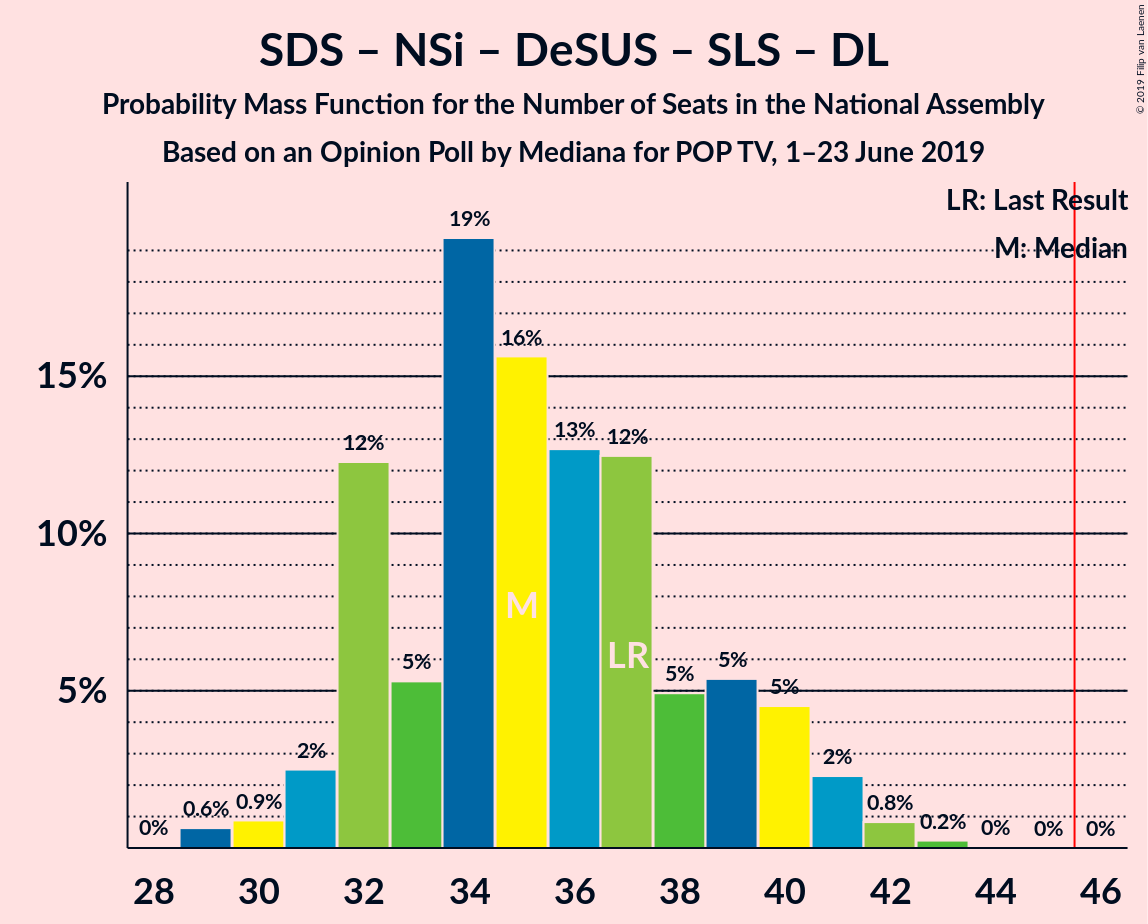 SDS – NSi – DeSUS – SLS – DL
Probability Mass Function for the Number of Seats in the National Assembly
Based on an Opinion Poll by Mediana for POP TV, 1–23 June 2019
© 2019 Filip van Laenen
LR: Last Result
M: Median
15%
10%
5%
0%
0.6%
0.9%
2%
12%
5%
19%
16%
13%
12%
5%
5%
5%
2%
0.8%
0.2%
0%
0%
0%
M
LR
28 30 32 34 36 38 40 42 44 46